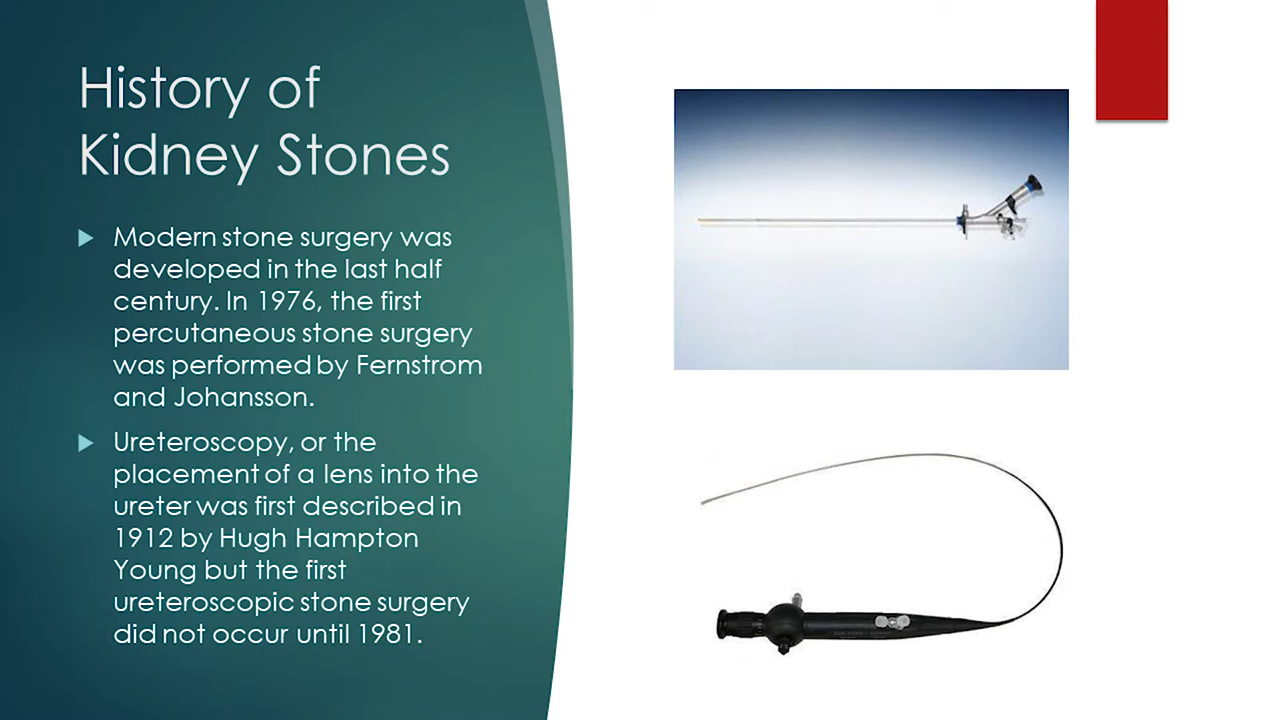 History of
Kidney Stones
Modern stone surgery was
developed in the last half
century. In 1976, the first
percutaneous stone surgery
was performed by Fernstrom
and Johansson.
Ureteroscopy, or the
placement of a lens into the
ureter was first described in
1912 by Hugh Hampton
Young but the first
ureteroscopic stone surgery
did not occur until 1981.